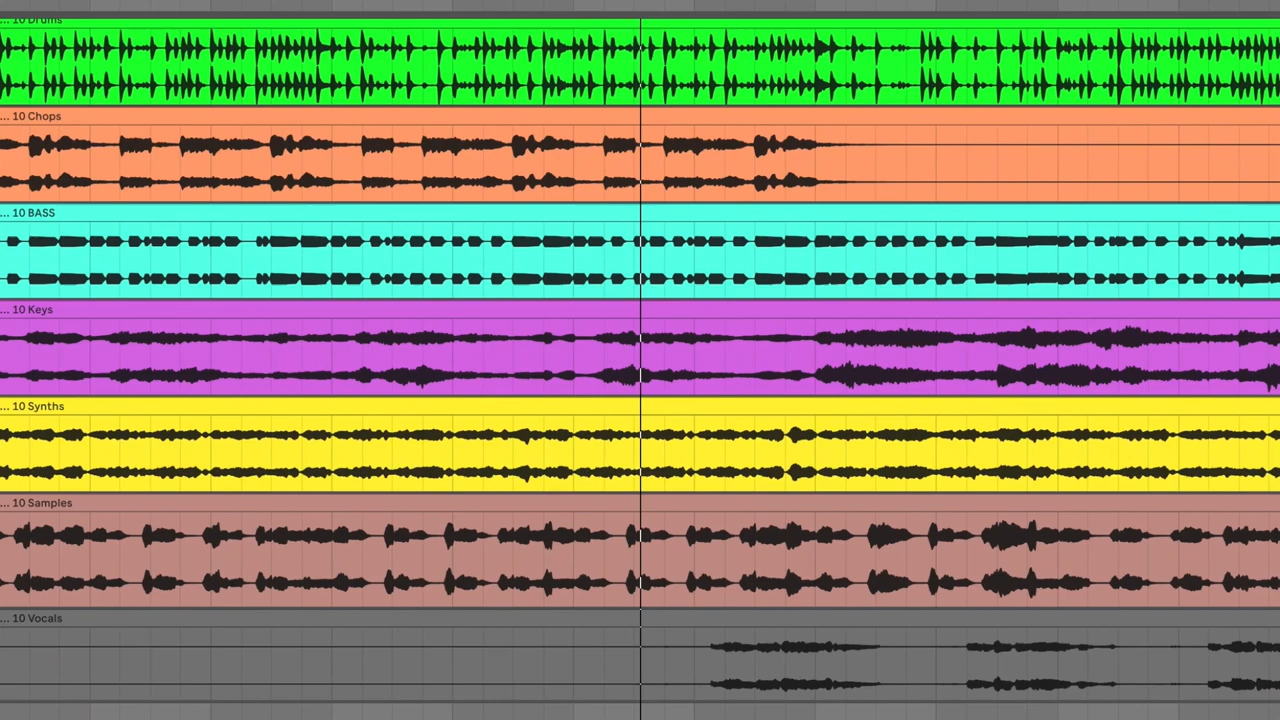 ... 10 Drums
... 10 Chops
... 10 BASS
... 10 Keys
... 10 Synths
... 10 Samples
... 10 Vocals